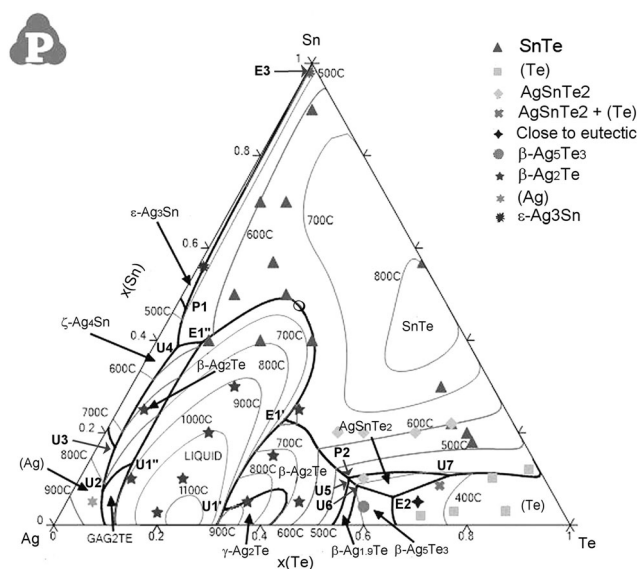 P
Sn
1
E3
500C
SnTe
(Te)
AgSnTe2
AgSnTe2 + (Te)
Close to eutectic
β-Ag5Te3
β-Ag2Te
(Ag)
ε-Ag3Sn
0.8
700C
600C
ε-Ag3Sn
0.6
800C
x(Sn)
P1
500C
SnTe
ζ-Ag4Sn
E1"
0.4
U4
700C
600C
β-Ag2Te
800C
900C
AgSnTe2
700C
0.2
1000C
E1'
600C
U3
500C
800C
LIQUID
700C
P2
(Ag)
U2
U1"
β-Ag2Te
U7
900C
800C
U5
1100C
U6
400C
U1'
E2
(Te)
0
0
0.2
0.4
0.6
0.8
1
Ag
GAG2TE
900C
600C
500C
Te
γ-Ag2Te
β-Ag1.9Te
β-Ag5Te3
x(Te)